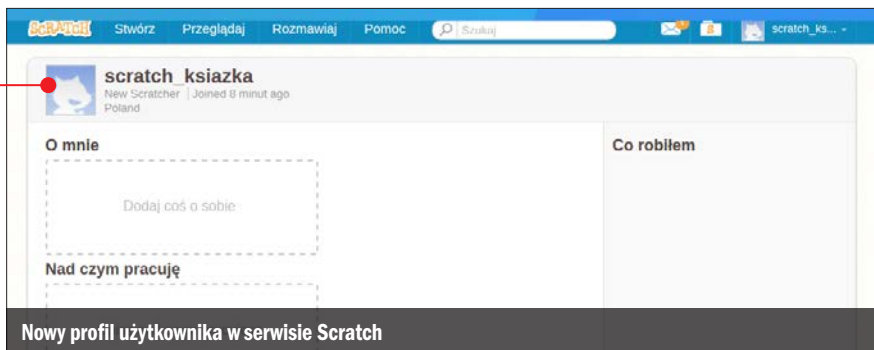 SCRATCH Stwórz Przeglądaj Rozmawiaj Pomoc Szukaj scratch_ks...
scratch_ksiazka
New Scratcher | Joined 8 minut ago
Poland
O mnie
Co robiłem
Dodaj coś o sobie
Nad czym pracuję
Nowy profil użytkownika w serwisie Scratch